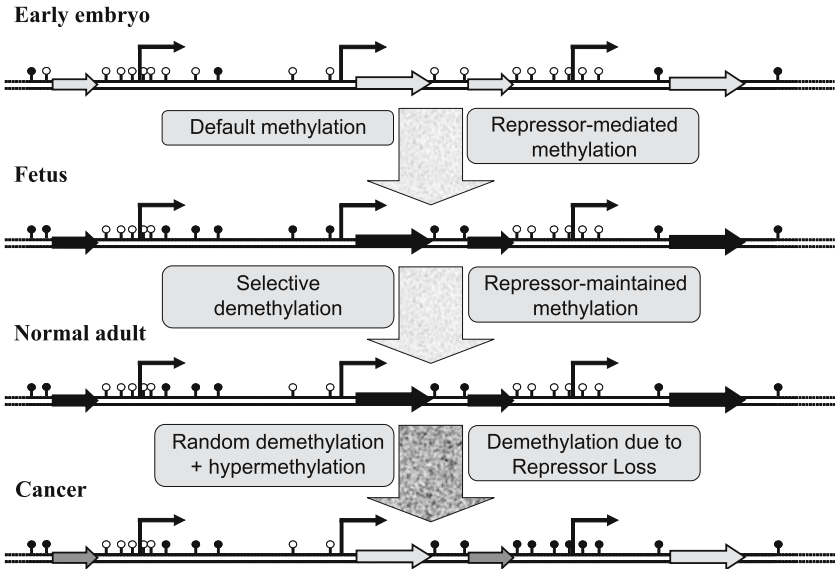 Early embryo
Default methylation
Repressor-mediated
methylation
Fetus
Selective
demethylation
Repressor-maintained
methylation
Normal adult
Random demethylation
+ hypermethylation
Demethylation due to
Repressor Loss
Cancer